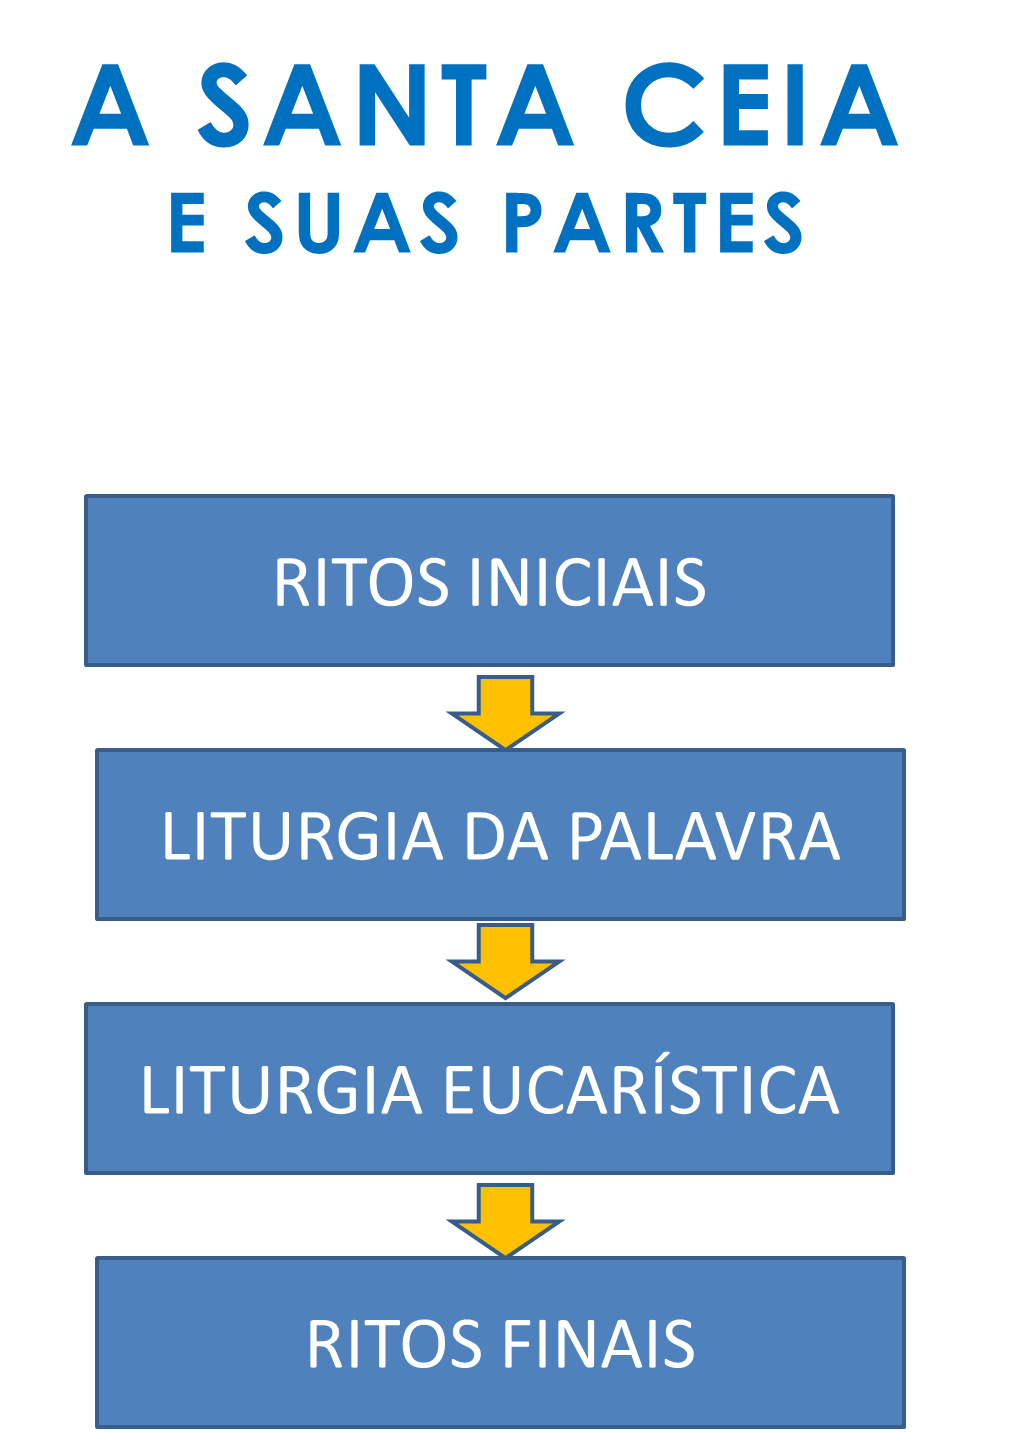 A SANTA CEIA
E SUAS PARTES
RITOS INICIAIS
LITURGIA DA PALAVRA
LITURGIA EUCARÍSTICA
RITOS FINAIS